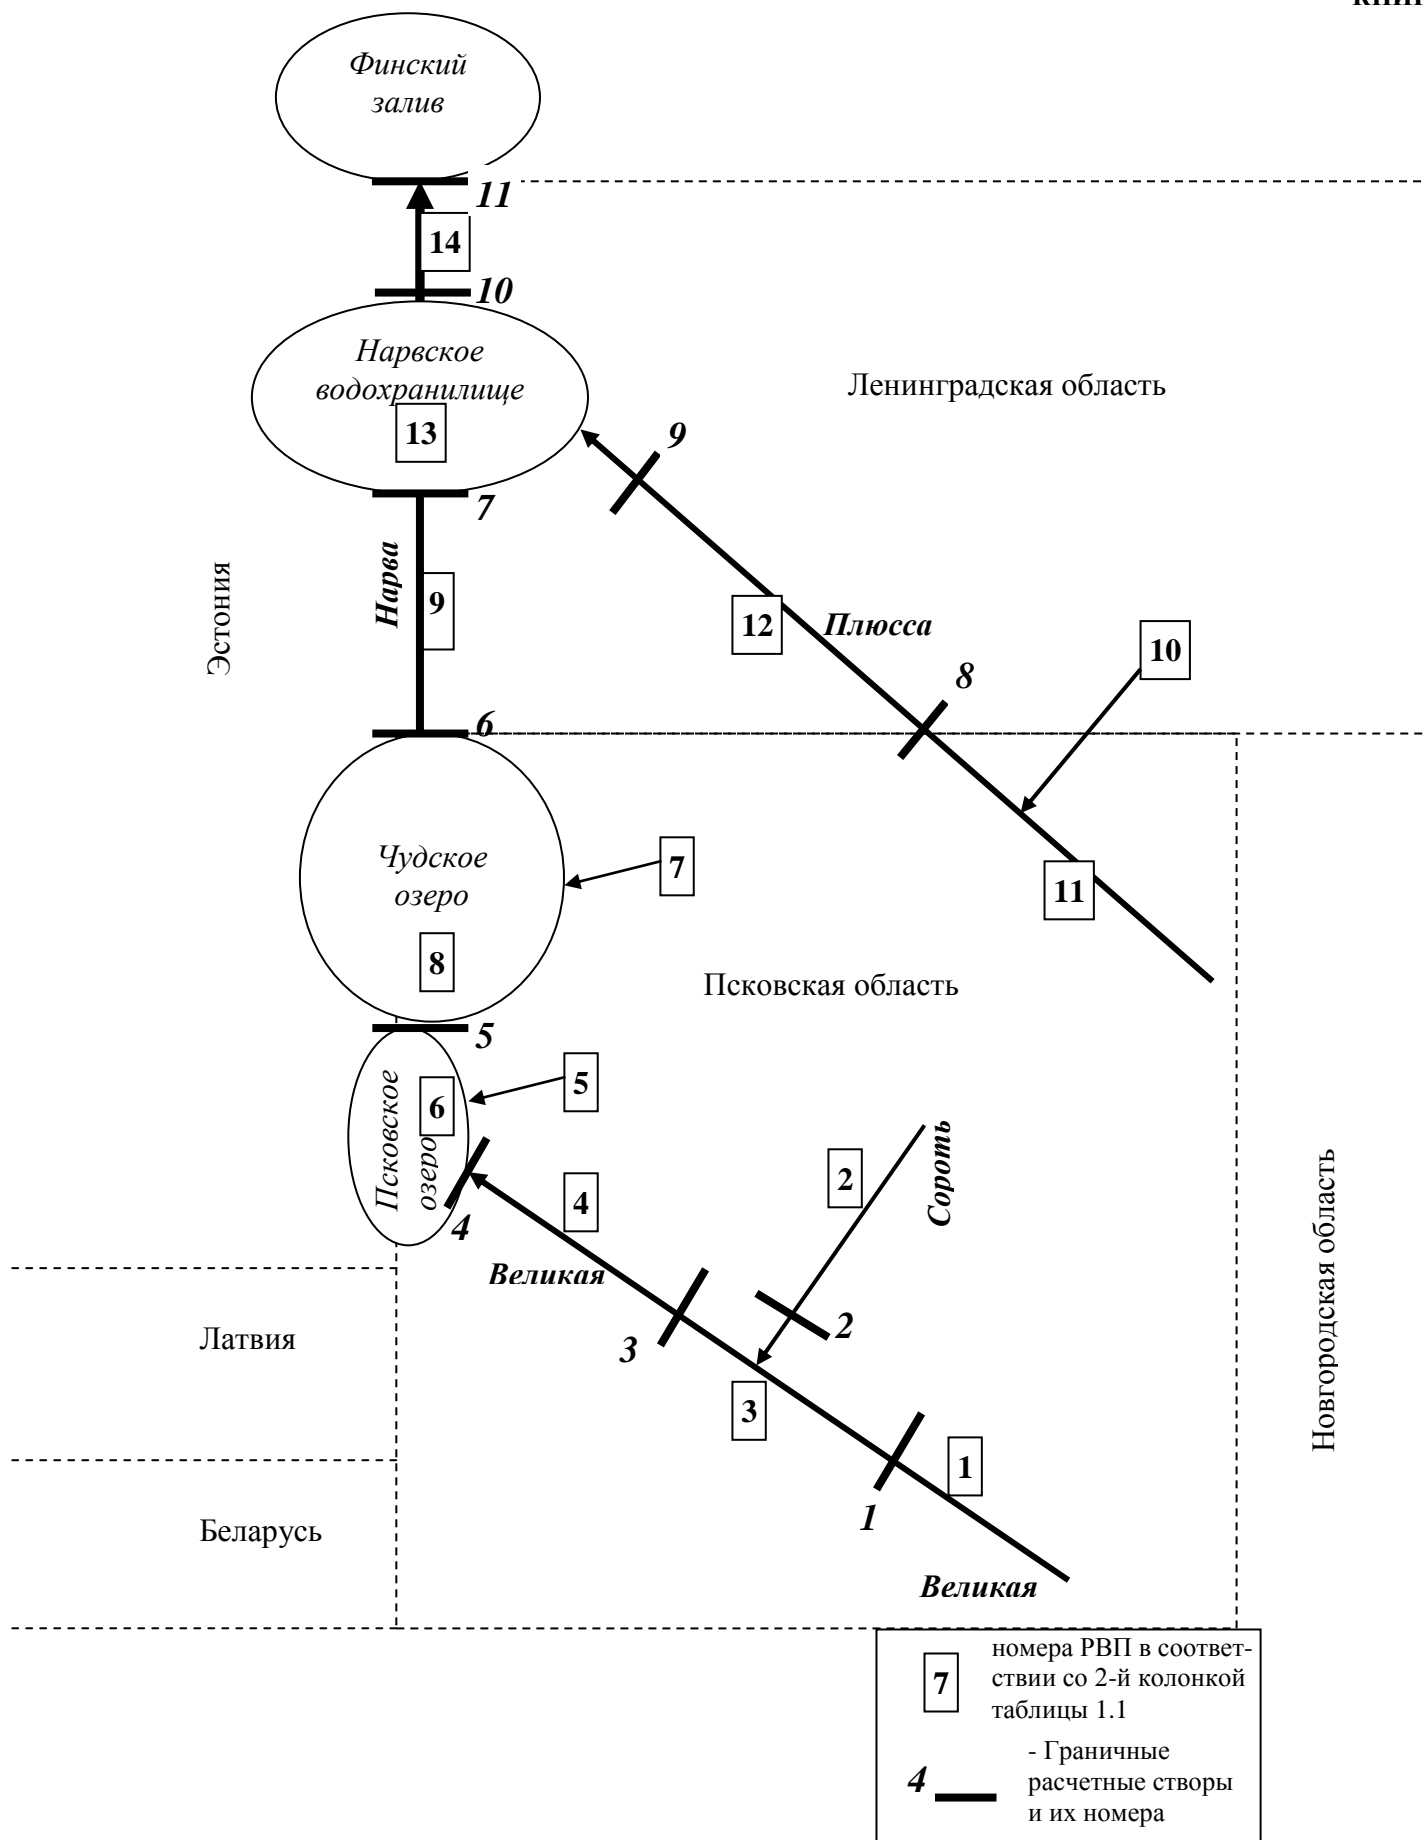 Финский
залив
11
14
10
Нарвское
водохранилище
13
Ленинградская область
9
7
Нарва
9
Эстония
12
Плюсса
10
8
6
Чудское
озеро
7
11
8
Псковская область
5
Псковское
озеро
6
5
4
4
2
Сороть
Великая
Новгородская область
3
2
Латвия
3
1
1
Беларусь
Великая
7
номера РВП в соответ-
ствии со 2-й колонкой
таблицы 1.1
4
- Граничные
расчетные створы
и их номера